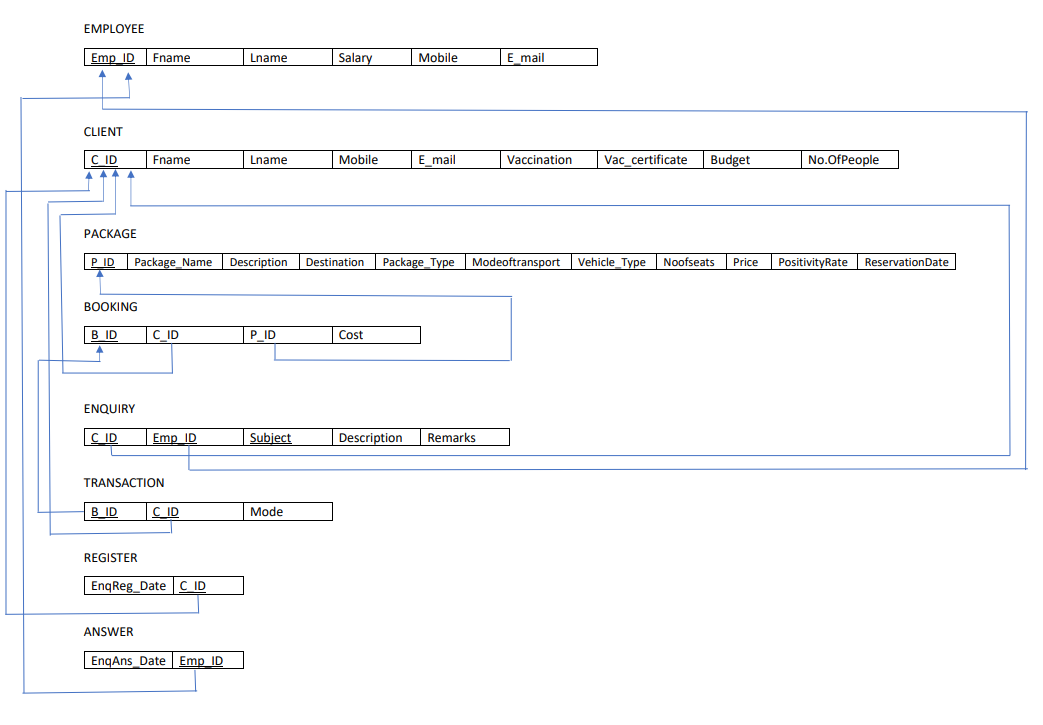 EMPLOYEE
Emp_ID Fname Lname Salary Mobile E_mail
CLIENT
C_ID Fname Lname Mobile E_mail Vaccination Vac_certificate Budget No.OfPeople
PACKAGE
P_ID Package_Name Description Destination Package_Type Modeoftransport Vehicle_Type Noofseats Price PositivityRate ReservationDate
BOOKING
B_ID C_ID P_ID Cost
ENQUIRY
C_ID Emp_ID Subject Description Remarks
TRANSACTION
B_ID C_ID Mode
REGISTER
EnqReg_Date C_ID
ANSWER
EnqAns_Date Emp_ID